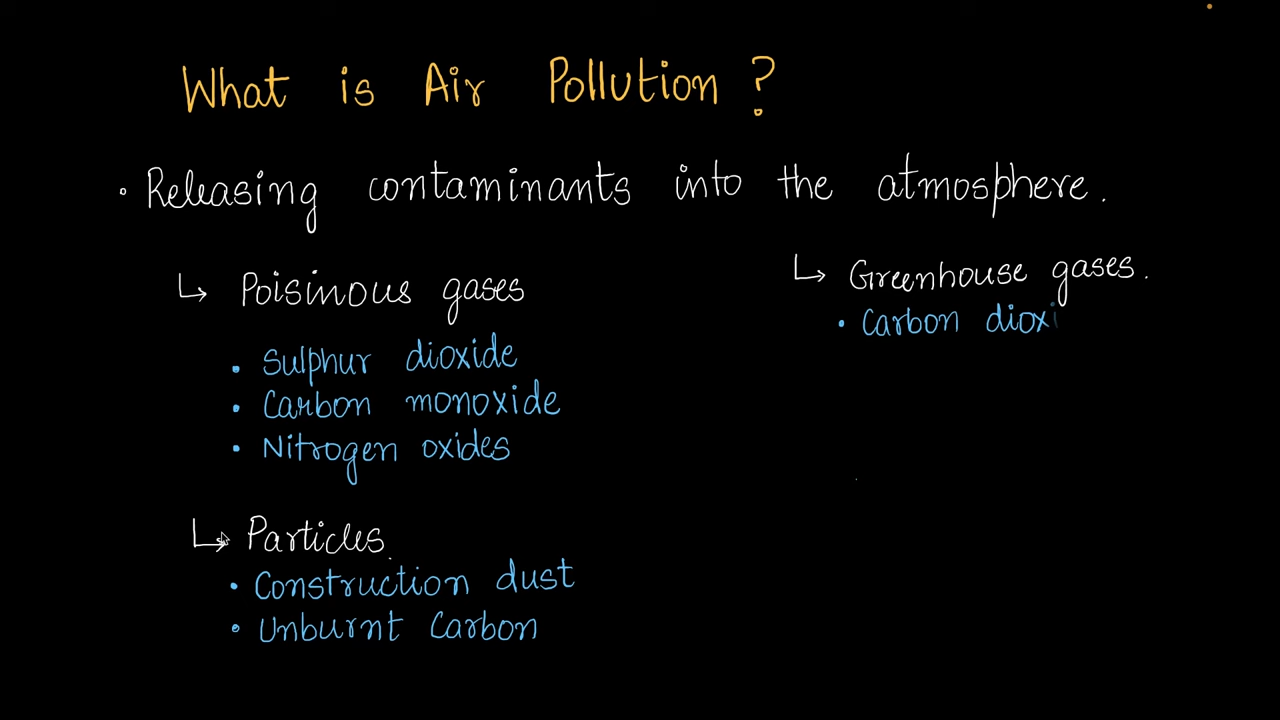 What is Air Pollution ?
• Releasing contaminants into the atmosphere.
↳ Poisinous gases
• Sulphur dioxide
• Carbon monoxide
• Nitrogen oxides
↳ Particles
• Construction dust
• Unburnt Carbon
↳ Greenhouse gases.
• Carbon dioxi